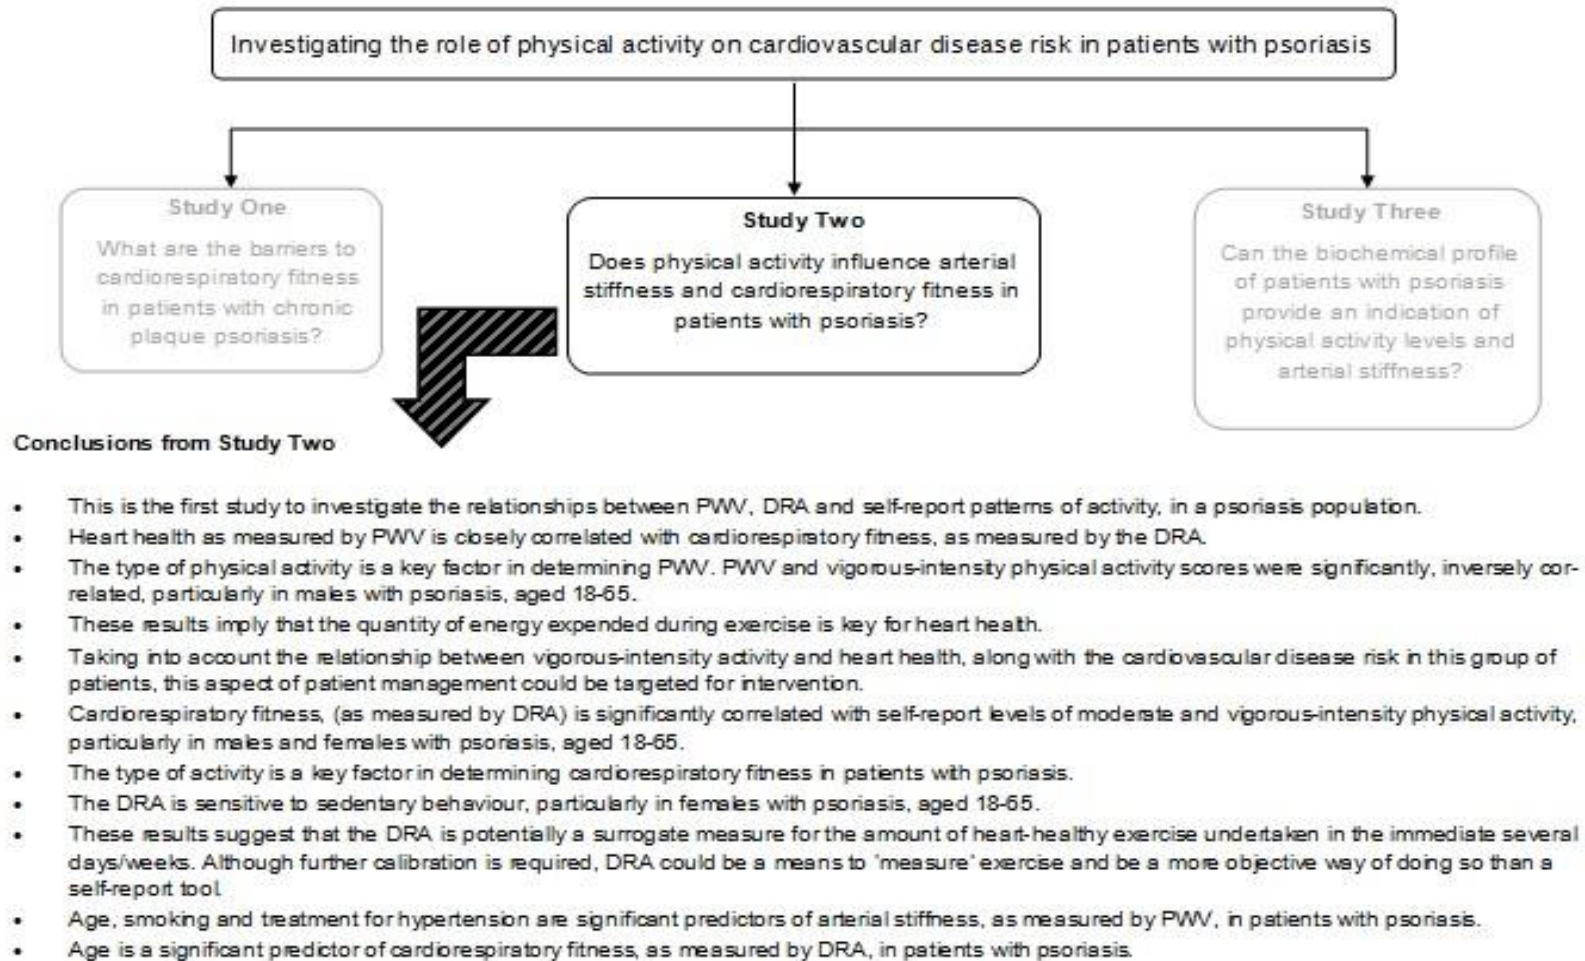 Investigating the role of physical activity on cardiovascular disease risk in patients with psoriasis
Study One
What are the barriers to
cardiorespiratory fitness
in patients with chronic
plaque psoriasis?
Study Two
Does physical activity influence arterial
stiffness and cardiorespiratory fitness in
patients with psoriasis?
Study Three
Can the biochemical profile
of patients with psoriasis
provide an indication of
physical activity levels and
arterial stiffness?
Conclusions from Study Two
• This is the first study to investigate the relationships between PWV, DRA and self-report patterns of activity, in a psoriasis population.
• Heart health as measured by PWV is closely correlated with cardiorespiratory fitness, as measured by the DRA.
• The type of physical activity is a key factor in determining PWV. PWV and vigorous-intensity physical activity scores were significantly, inversely cor-
related, particularly in males with psoriasis, aged 18-65.
• These results imply that the quantity of energy expended during exercise is key for heart health.
• Taking into account the relationship between vigorous-intensity activity and heart health, along with the cardiovascular disease risk in this group of
patients, this aspect of patient management could be targeted for intervention.
• Cardiorespiratory fitness, (as measured by DRA) is significantly correlated with self-report levels of moderate and vigorous-intensity physical activity,
particularly in males and females with psoriasis, aged 18-65.
• The type of activity is a key factor in determining cardiorespiratory fitness in patients with psoriasis.
• The DRA is sensitive to sedentary behaviour, particularly in females with psoriasis, aged 18-65.
• These results suggest that the DRA is potentially a surrogate measure for the amount of heart-healthy exercise undertaken in the immediate several
days/weeks. Although further calibration is required, DRA could be a means to 'measure' exercise and be a more objective way of doing so than a
self-report tool
• Age, smoking and treatment for hypertension are significant predictors of arterial stiffness, as measured by PWV, in patients with psoriasis.
• Age is a significant predictor of cardiorespiratory fitness, as measured by DRA, in patients with psoriasis.